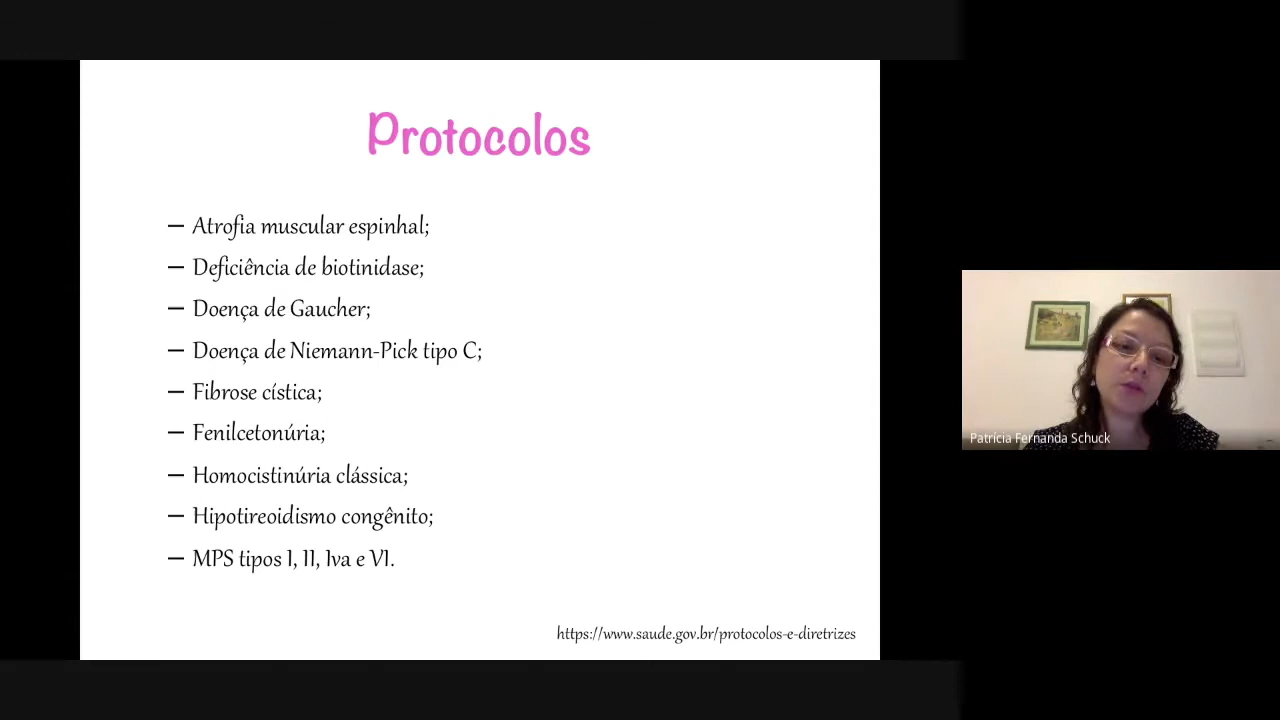 Protocolos
– Atrofia muscular espinhal;
– Deficiência de biotinidase;
– Doença de Gaucher;
– Doença de Niemann-Pick tipo C;
– Fibrose cística;
– Fenilcetonúria;
– Homocistinúria clássica;
– Hipotireoidismo congênito;
– MPS tipos I, II, Iva e VI.
https://www.saude.gov.br/protocolos-e-diretrizes
Patrícia Fernanda Schuck